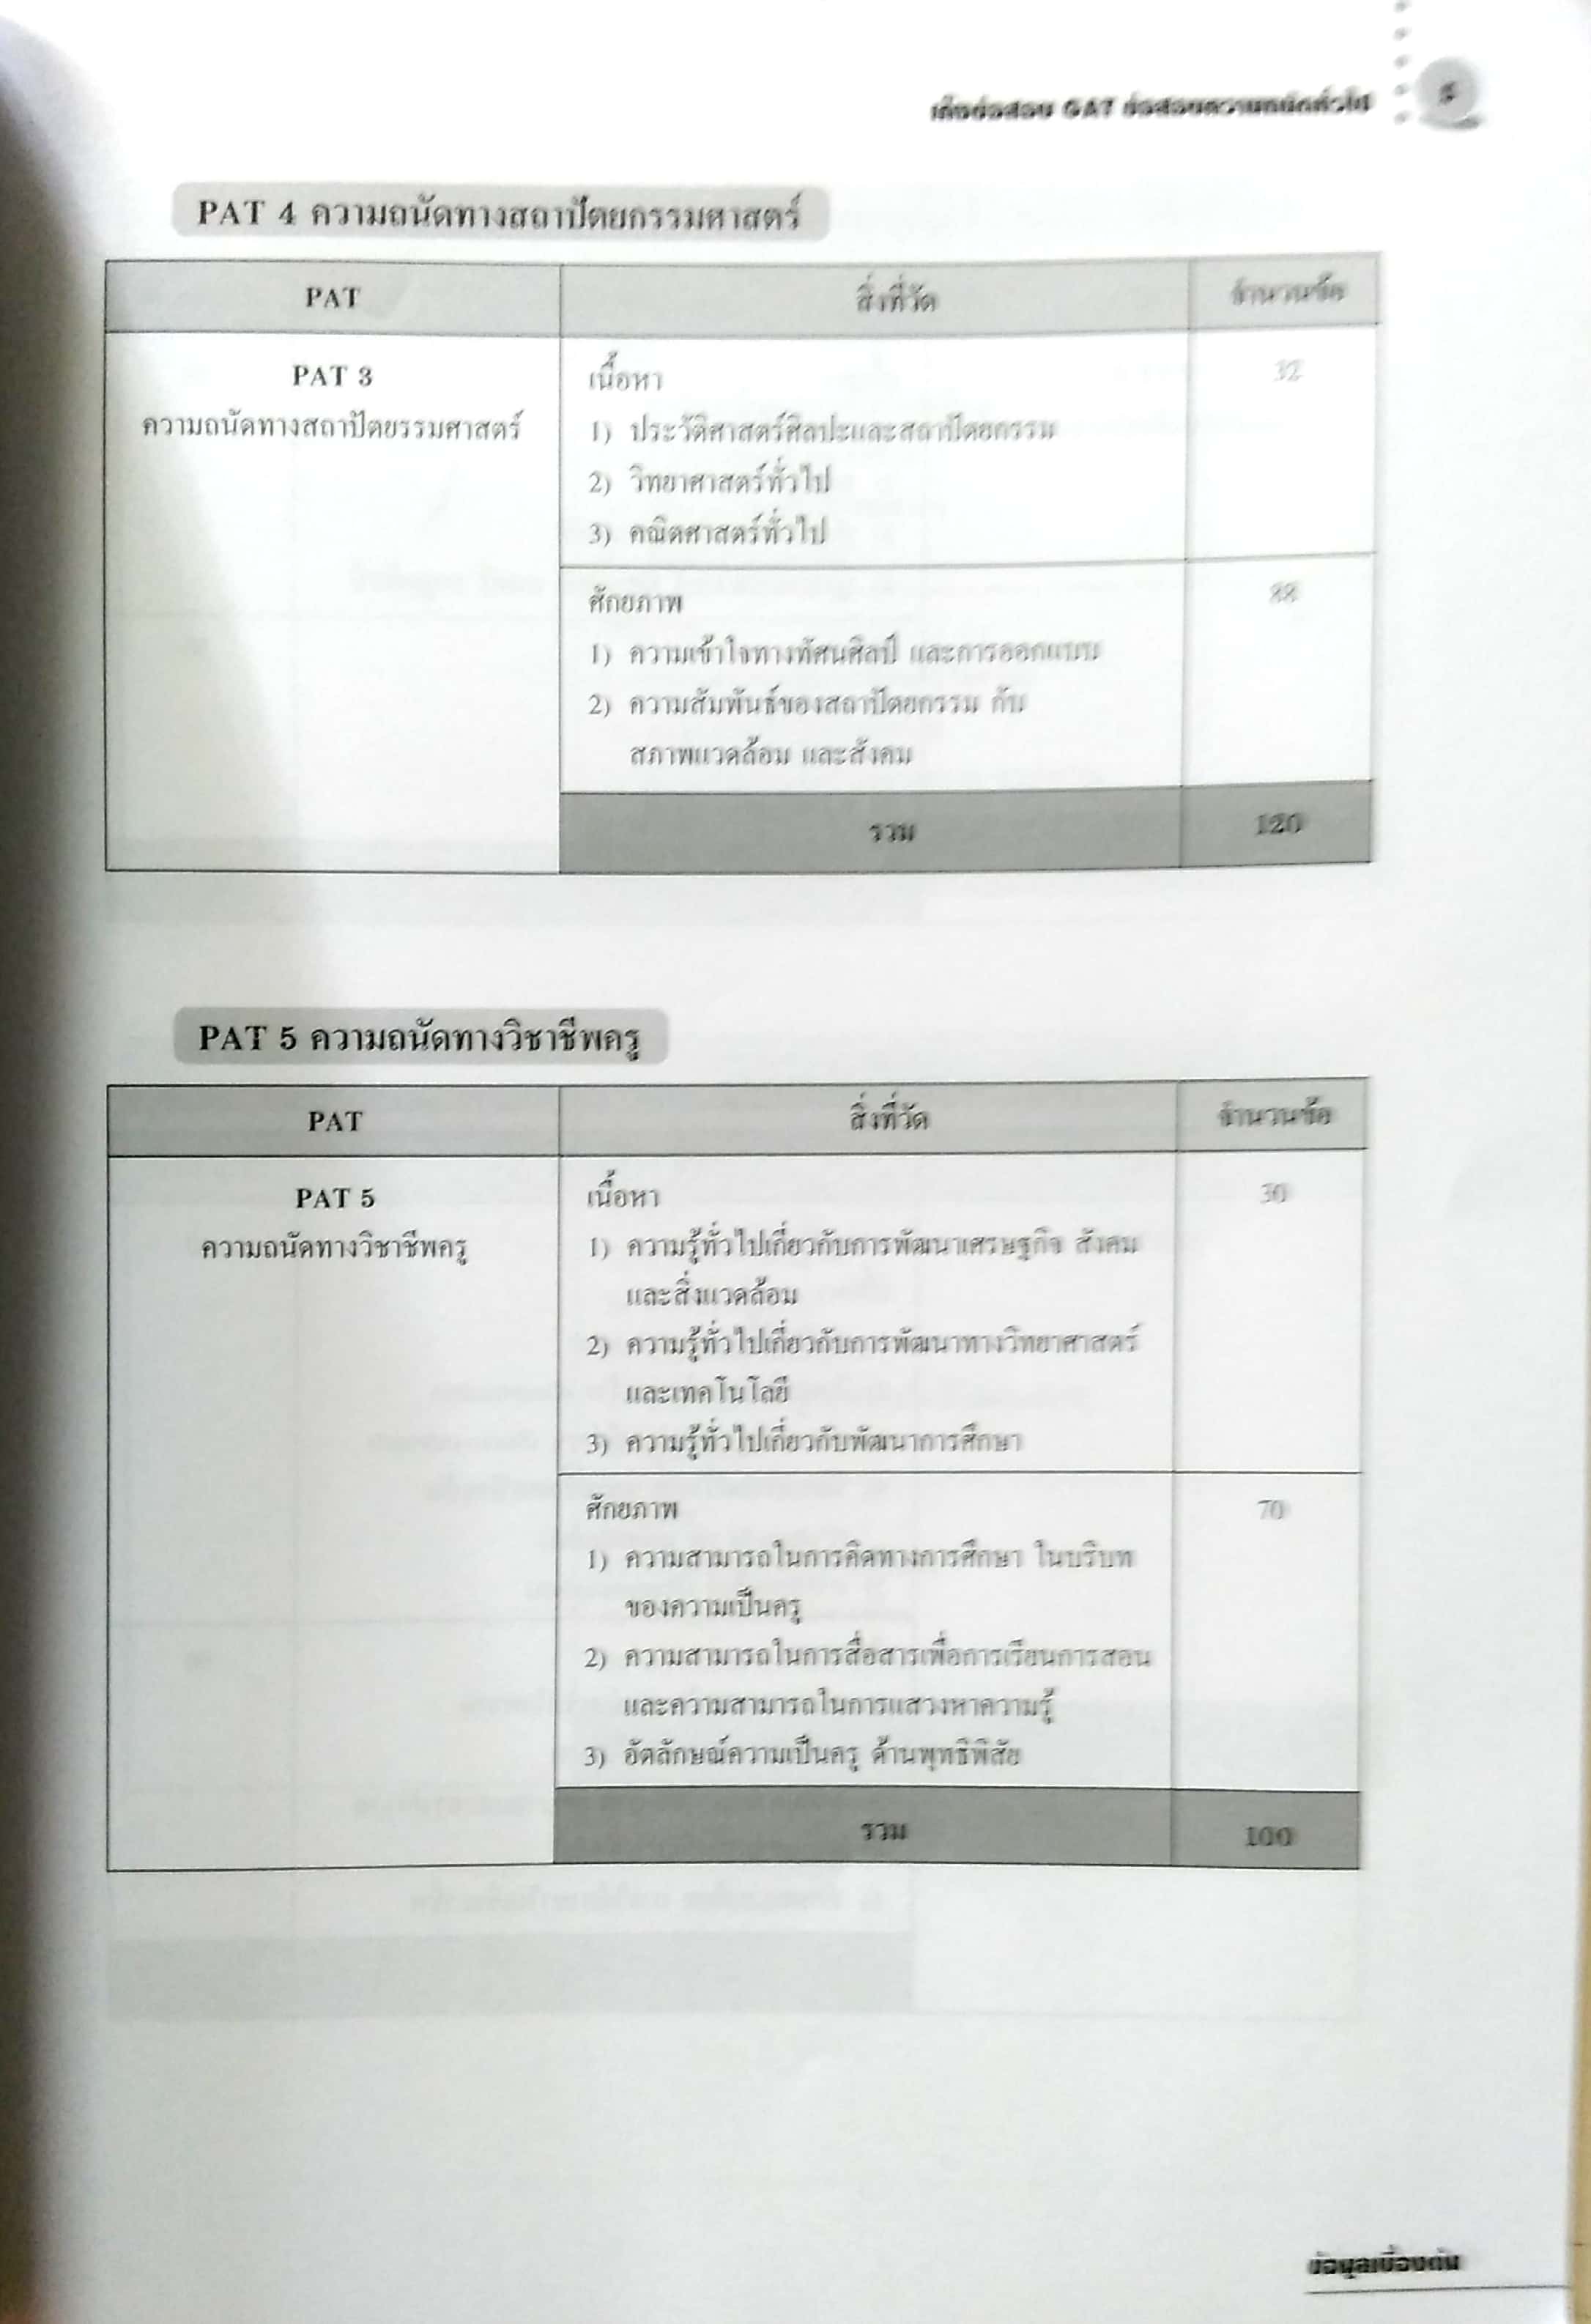 เก็งข้อสอบ GAT ข้อสอบความถนัดทั่วไป
PAT 4 ความถนัดทางสถาปัตยกรรมศาสตร์
PAT สิ่งที่วัด จำนวนข้อ
PAT 3
ความถนัดทางสถาปัตยรรมศาสตร์
เนื้อหา 32
1) ประวัติศาสตร์ศิลปะและสถาปัตยกรรม
2) วิทยาศาสตร์ทั่วไป
3) คณิตศาสตร์ทั่วไป
ศักยภาพ 88
1) ความเข้าใจทางทัศนศิลป์ และการออกแบบ
2) ความสัมพันธ์ของสถาปัตยกรรม กับ
สภาพแวดล้อม และสังคม
รวม 120
PAT 5 ความถนัดทางวิชาชีพครู
PAT สิ่งที่วัด จำนวนข้อ
PAT 5
ความถนัดทางวิชาชีพครู
เนื้อหา 30
1) ความรู้ทั่วไปเกี่ยวกับการพัฒนาเศรษฐกิจ สังคม
และสิ่งแวดล้อม
2) ความรู้ทั่วไปเกี่ยวกับการพัฒนาทางวิทยาศาสตร์
และเทคโนโลยี
3) ความรู้ทั่วไปเกี่ยวกับพัฒนาการศึกษา
ศักยภาพ 70
1) ความสามารถในการคิดทางการศึกษา ในบริบท
ของความเป็นครู
2) ความสามารถในการสื่อสารเพื่อการเรียนการสอน
และความสามารถในการแสวงหาความรู้
3) อัตลักษณ์ความเป็นครู ด้านพุทธิพิสัย
รวม 100
ข้อมูลเบื้องต้น